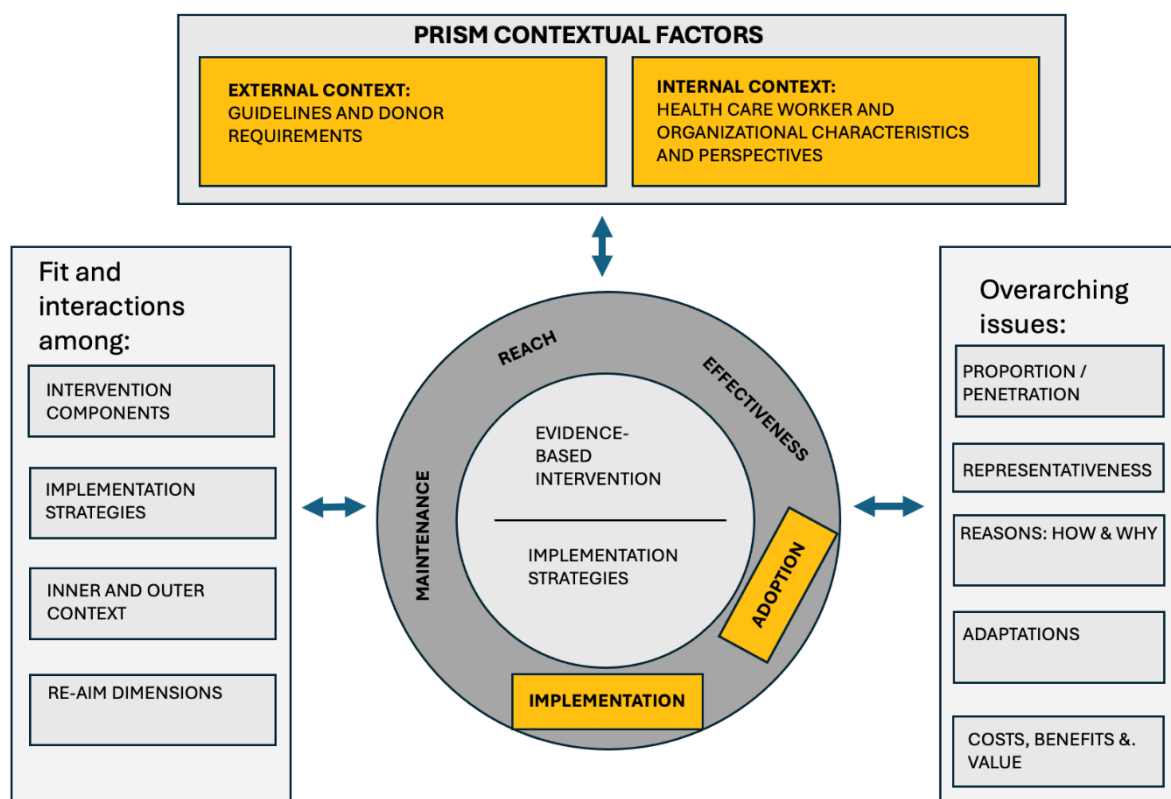 PRISM CONTEXTUAL FACTORS
EXTERNAL CONTEXT:
GUIDELINES AND DONOR
REQUIREMENTS
INTERNAL CONTEXT:
HEALTH CARE WORKER AND
ORGANIZATIONAL CHARACTERISTICS
AND PERSPECTIVES
Fit and
interactions
among:
INTERVENTION
COMPONENTS
IMPLEMENTATION
STRATEGIES
INNER AND OUTER
CONTEXT
RE-AIM DIMENSIONS
REACH
EFFECTIVENESS
ADOPTION
IMPLEMENTATION
MAINTENANCE
EVIDENCE-
BASED
INTERVENTION
IMPLEMENTATION
STRATEGIES
Overarching
issues:
PROPORTION /
PENETRATION
REPRESENTATIVENESS
REASONS: HOW & WHY
ADAPTATIONS
COSTS, BENEFITS &.
VALUE